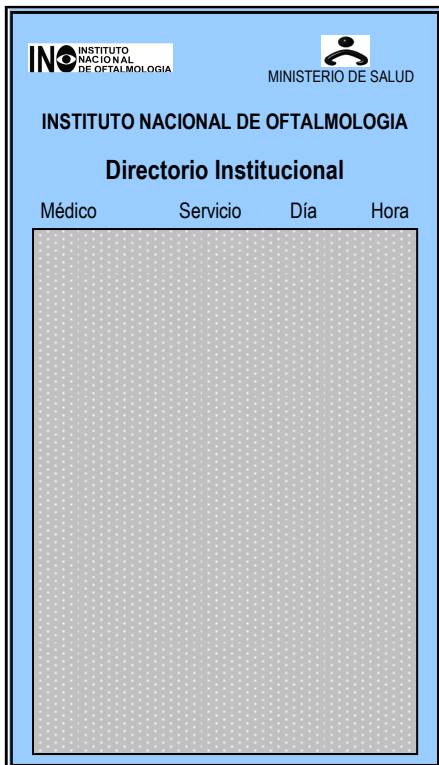 INO INSTITUTO
NACIONAL
DE OFTALMOLOGIA
MINISTERIO DE SALUD
INSTITUTO NACIONAL DE OFTALMOLOGIA
Directorio Institucional
Médico Servicio Día Hora